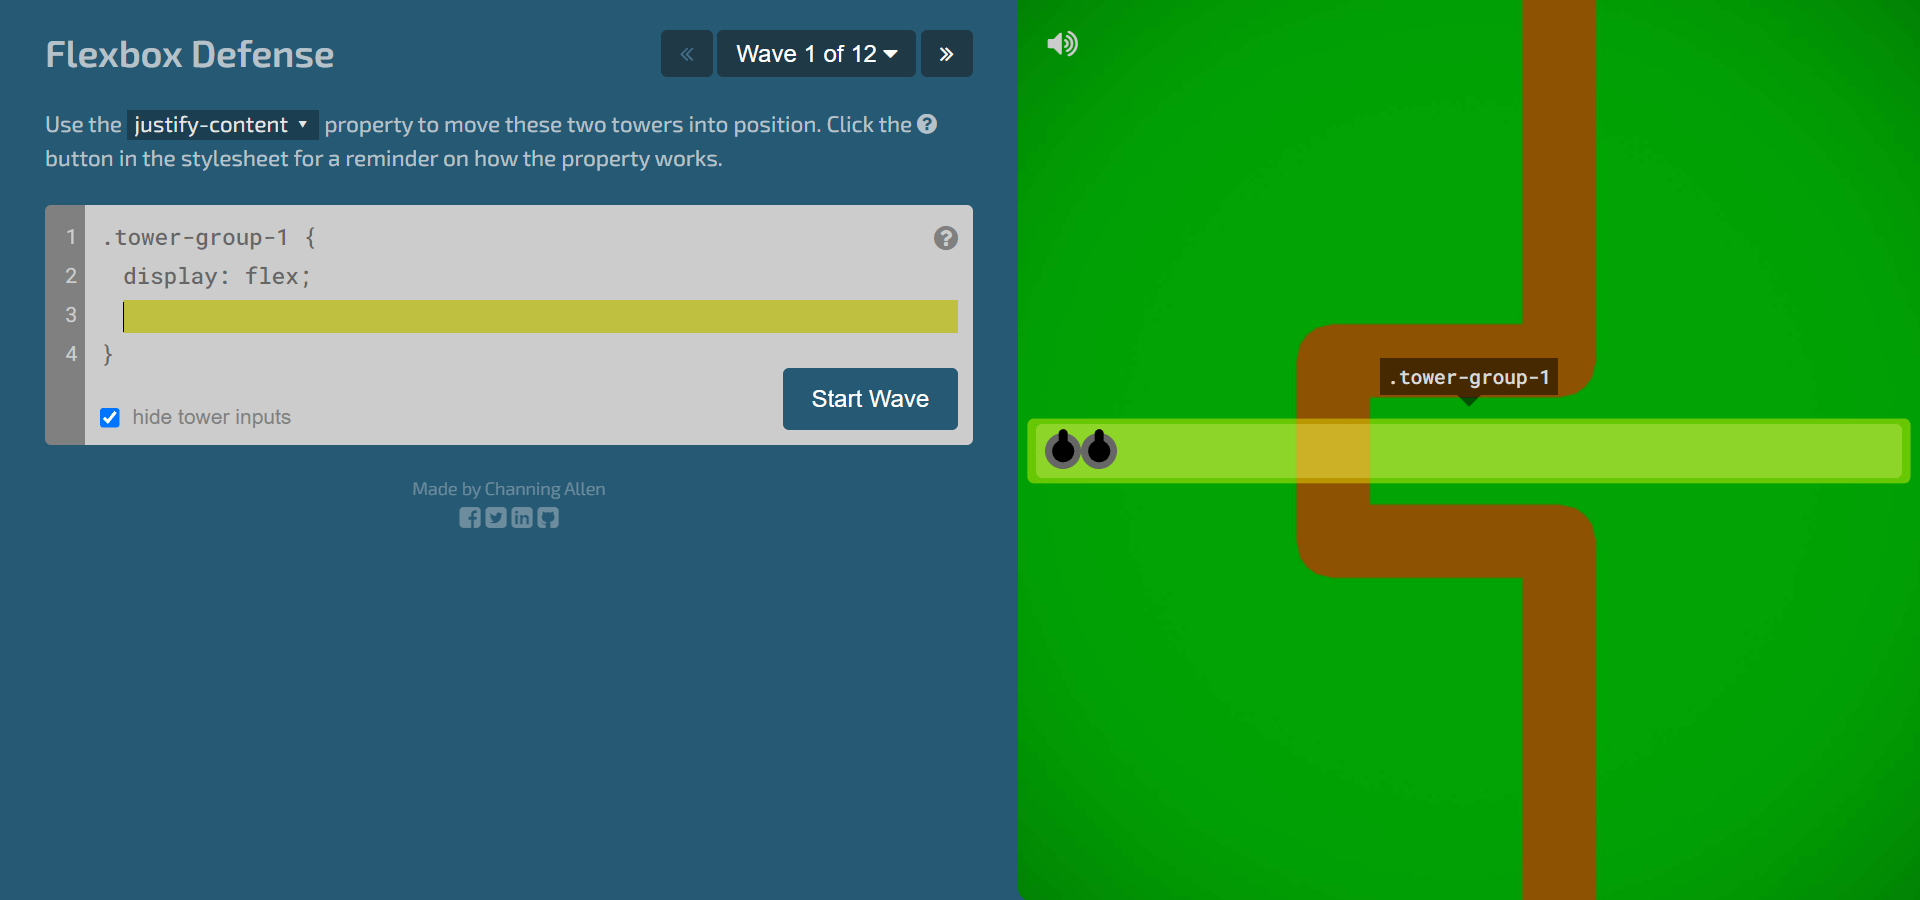 Flexbox Defense
« Wave 1 of 12 »
Use the justify-content property to move these two towers into position. Click the ?
button in the stylesheet for a reminder on how the property works.
1 .tower-group-1 { ?
2 display: flex;
3
4 }
hide tower inputs
Start Wave
Made by Channing Allen
.tower-group-1